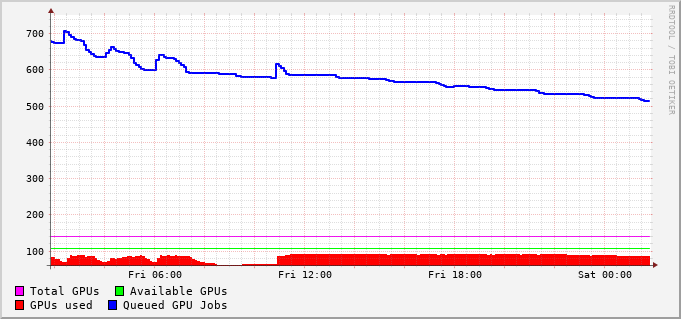 RRDTOOL / TOBI OETIKER
700
600
500
400
300
200
100
Fri 06:00 Fri 12:00 Fri 18:00 Sat 00:00
Total GPUs Available GPUs
GPUs used Queued GPU Jobs